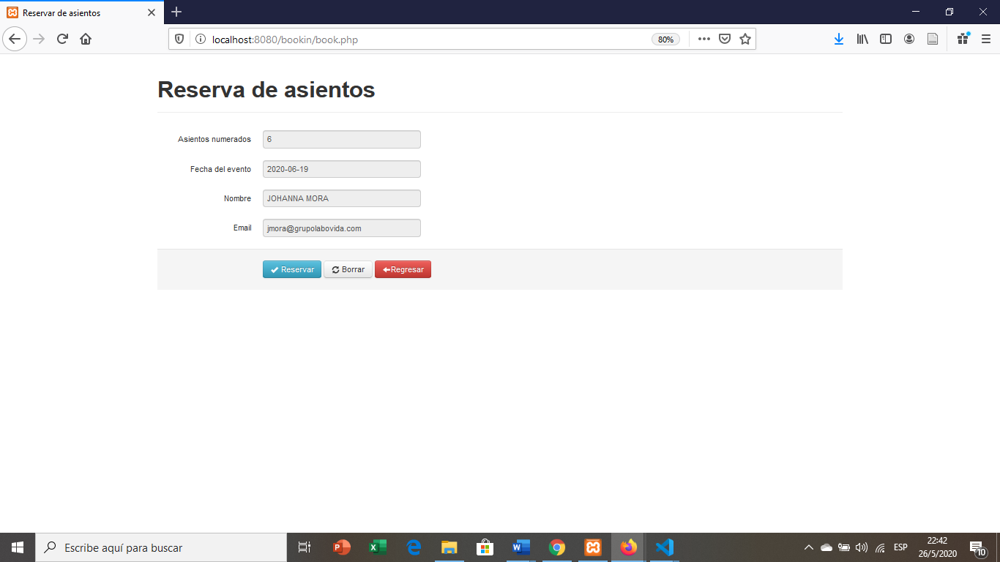 Reservar de asientos
localhost:8080/bookin/book.php
80%
Reserva de asientos
Asientos numerados 6
Fecha del evento 2020-06-19
Nombre JOHANNA MORA
Email jmora@grupolabovida.com
Reservar Borrar Regresar
Escribe aquí para buscar
ESP
22:42
26/5/2020
10